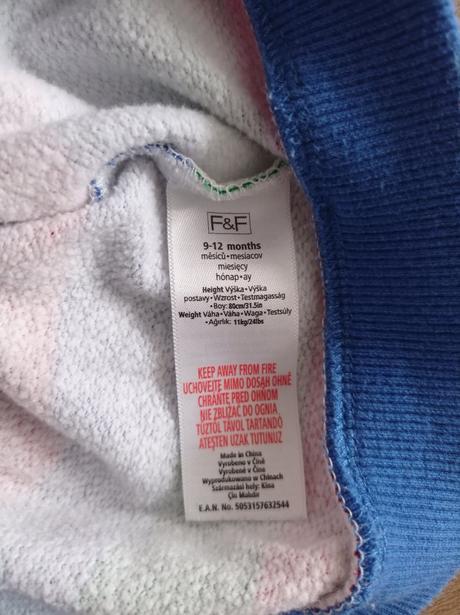 F&F
9-12 months
měsíců•mesiacov
miesięcy
hónap•ay
Height Výška•Výška
postavy•Wzrost•Testmagasság
•Boy: 80cm/31.5in
Weight Váha•Váha•Waga•Testsúly
•Ağırlık: 11kg/24lbs
KEEP AWAY FROM FIRE
UCHOVEJTE MIMO DOSAH OHNĚ
CHRÁŇTE PRED OHŇOM
NIE ZBLIŻAĆ DO OGNIA
TŰZTŐL TÁVOL TARTANDÓ
ATEŞTEN UZAK TUTUNUZ
Made in China
Vyrobeno v Číně
Vyrobené v Číne
Wyprodukowano w Chinach
Származási hely: Kína
Çin Malıdır
E.A.N. No. 5053157632544